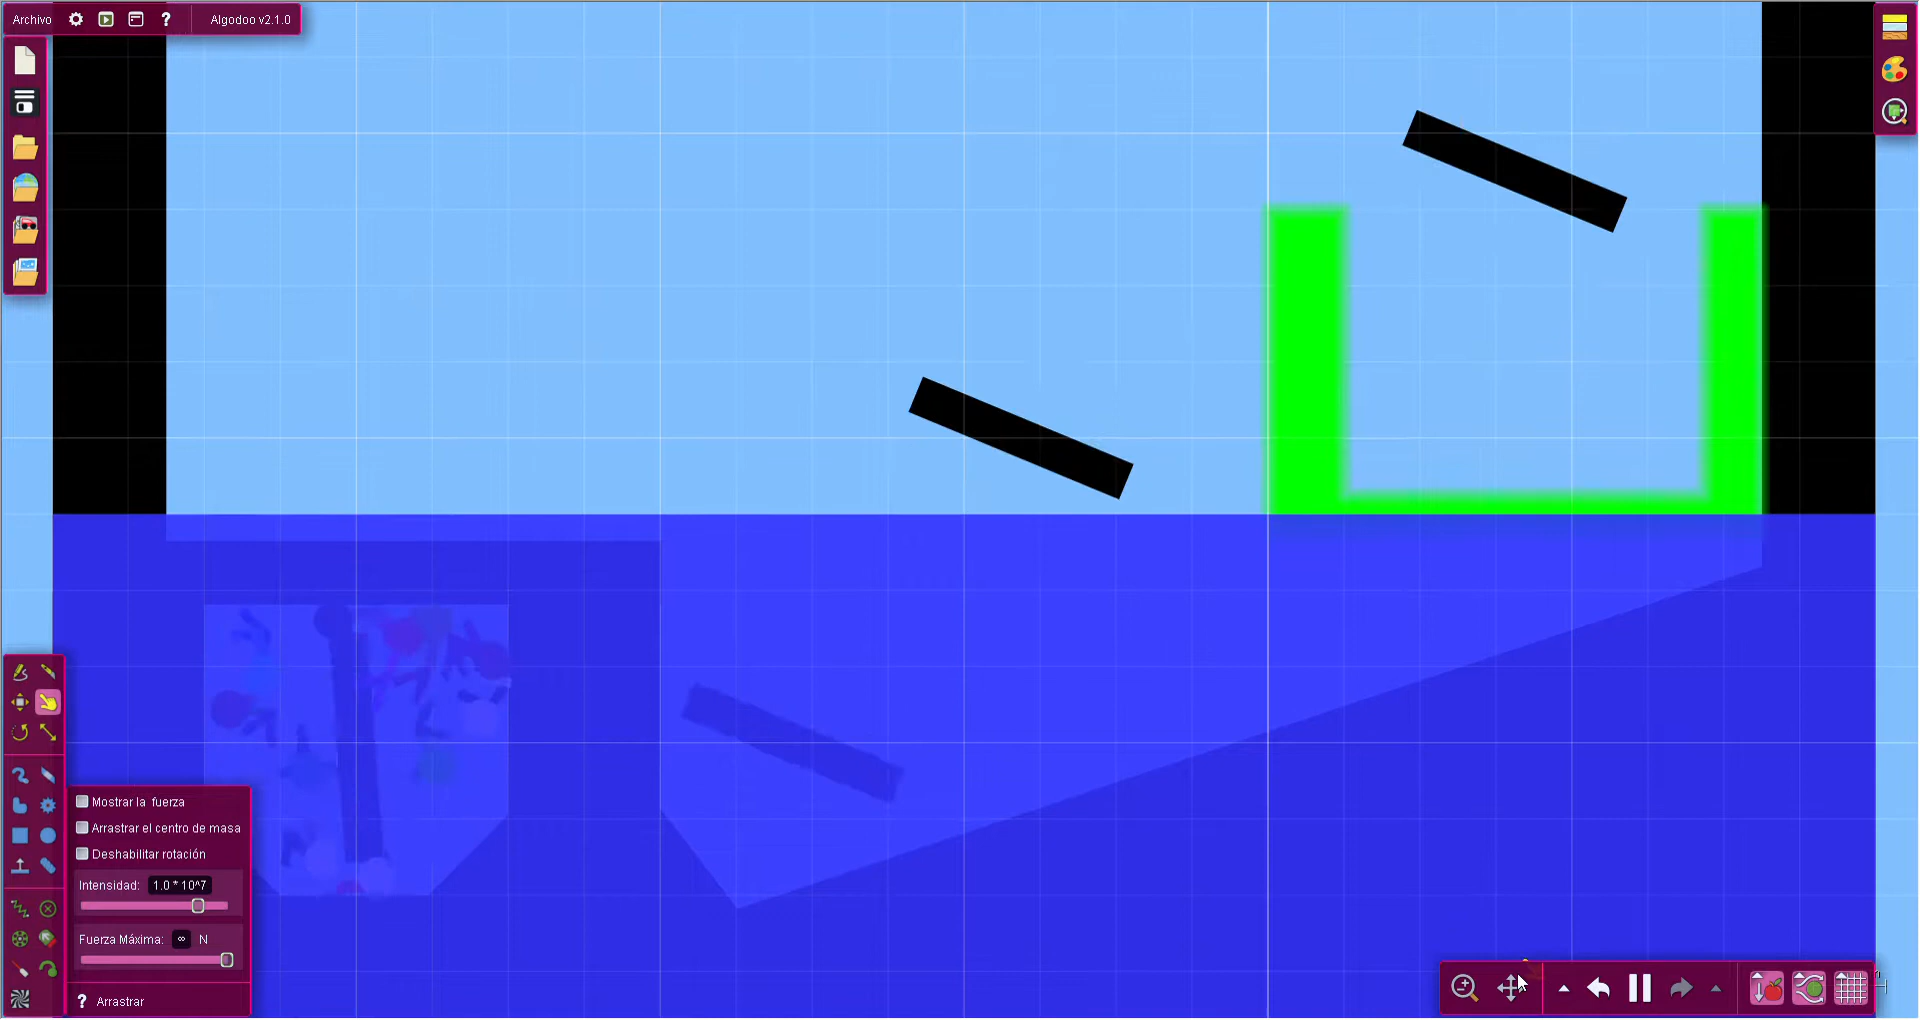 Archivo ? Algodoo v2.1.0
Mostrar la fuerza
Arrastrar el centro de masa
Deshabilitar rotación
Intensidad: 1.0 * 10^7
Fuerza Máxima: ∞ N
? Arrastrar